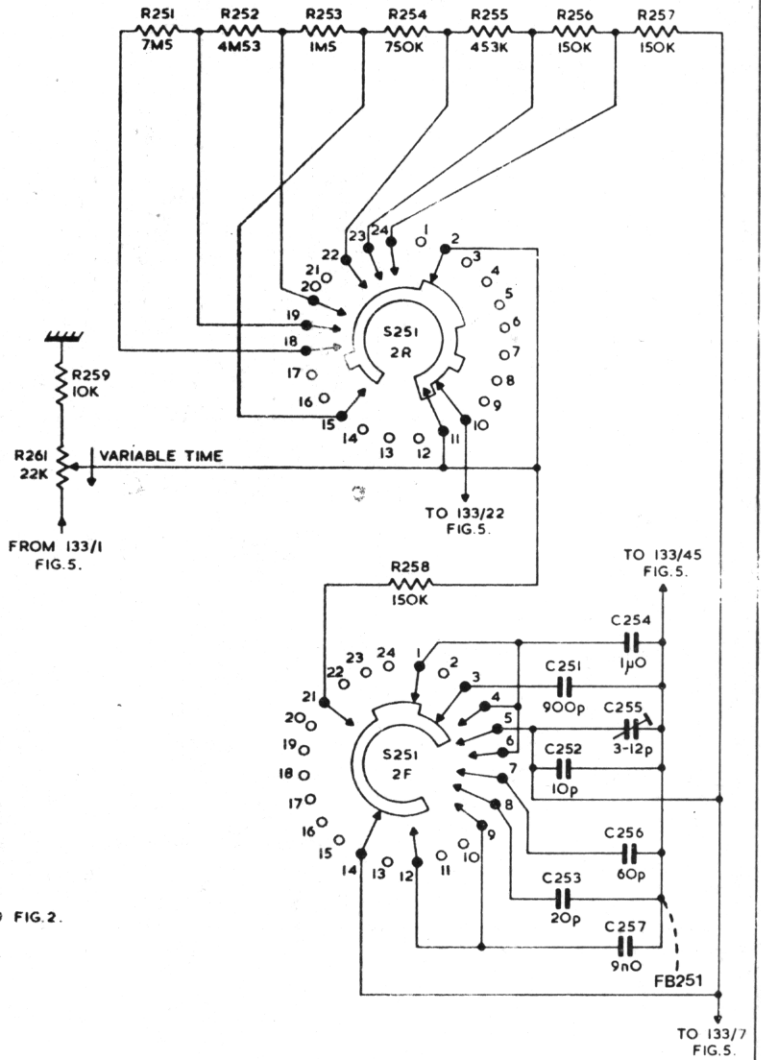 R251 R252 R253 R254 R255 R256 R257
7M5 4M53 1M5 750K 453K 150K 150K
1
2
3
4
5
6
7
8
9
10
11
12
13
14
15
16
17
18
19
20
21
22
23
24
S251
2R
R259
10K
R261
22K
VARIABLE TIME
FROM 133/1
FIG.5.
TO 133/22
FIG.5.
R258
150K
TO 133/45
FIG.5.
1
2
3
4
5
6
7
8
9
10
11
12
13
14
15
16
17
18
19
20
21
22
23
24
S251
2F
C254
1µ0
C251
900p
C255
3-12p
C252
10p
C256
60p
C253
20p
C257
9n0
FB251
FIG.2.
TO 133/7
FIG.5.